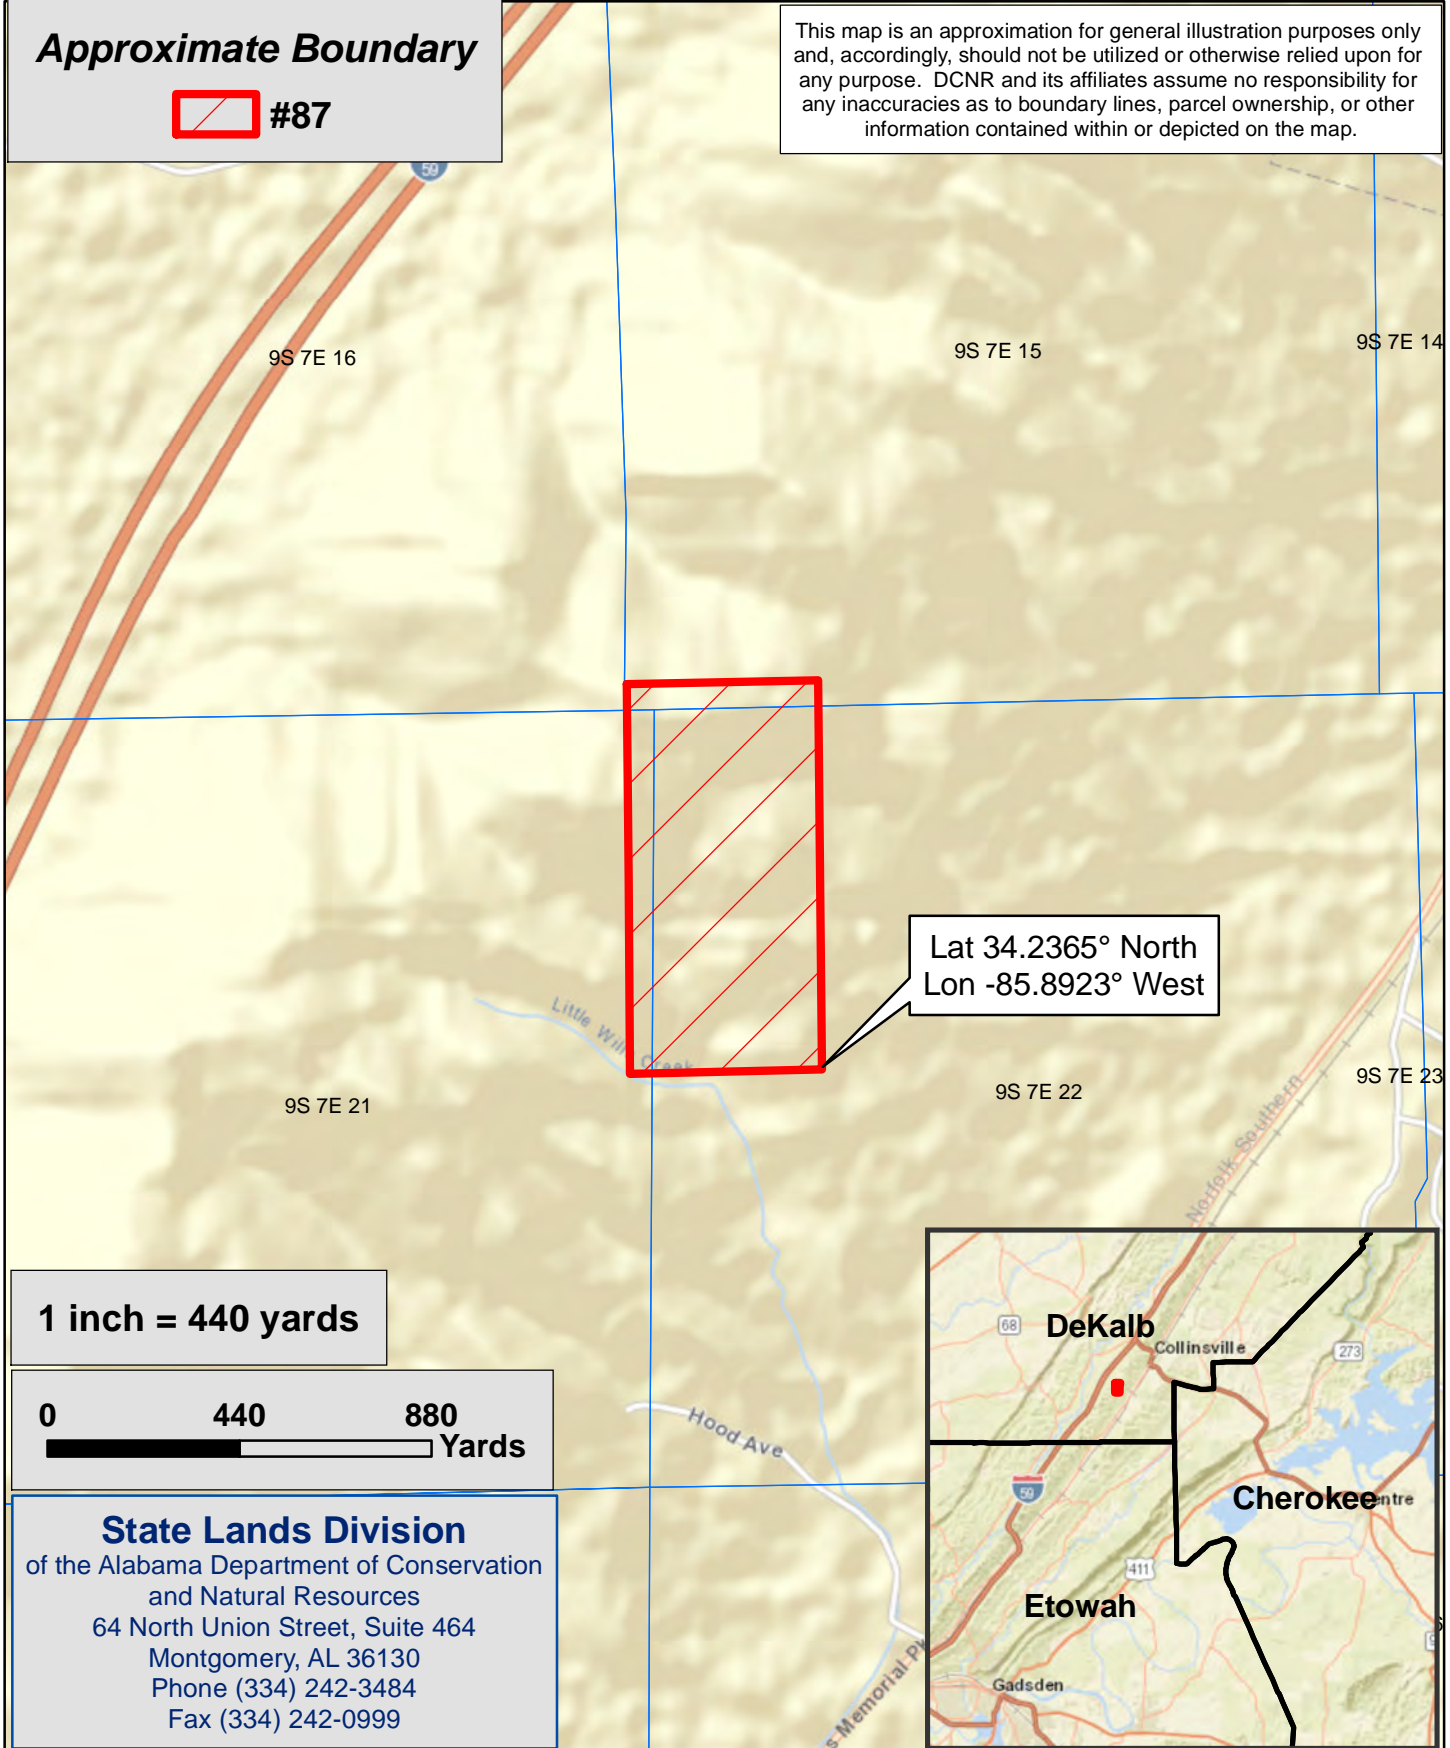 Approximate Boundary
#87
This map is an approximation for general illustration purposes only
and, accordingly, should not be utilized or otherwise relied upon for
any purpose. DCNR and its affiliates assume no responsibility for
any inaccuracies as to boundary lines, parcel ownership, or other
information contained within or depicted on the map.
59
9S 7E 16
9S 7E 15
9S 7E 14
Lat 34.2365° North
Lon -85.8923° West
Little Wills Creek
9S 7E 21
9S 7E 22
9S 7E 23
Norfolk Southern
1 inch = 440 yards
0 440 880
Yards
Hood Ave
s Memorial Pk
State Lands Division
of the Alabama Department of Conservation
and Natural Resources
64 North Union Street, Suite 464
Montgomery, AL 36130
Phone (334) 242-3484
Fax (334) 242-0999
68
DeKalb
Collinsville
273
59
Cherokee
entre
411
Etowah
Gadsden